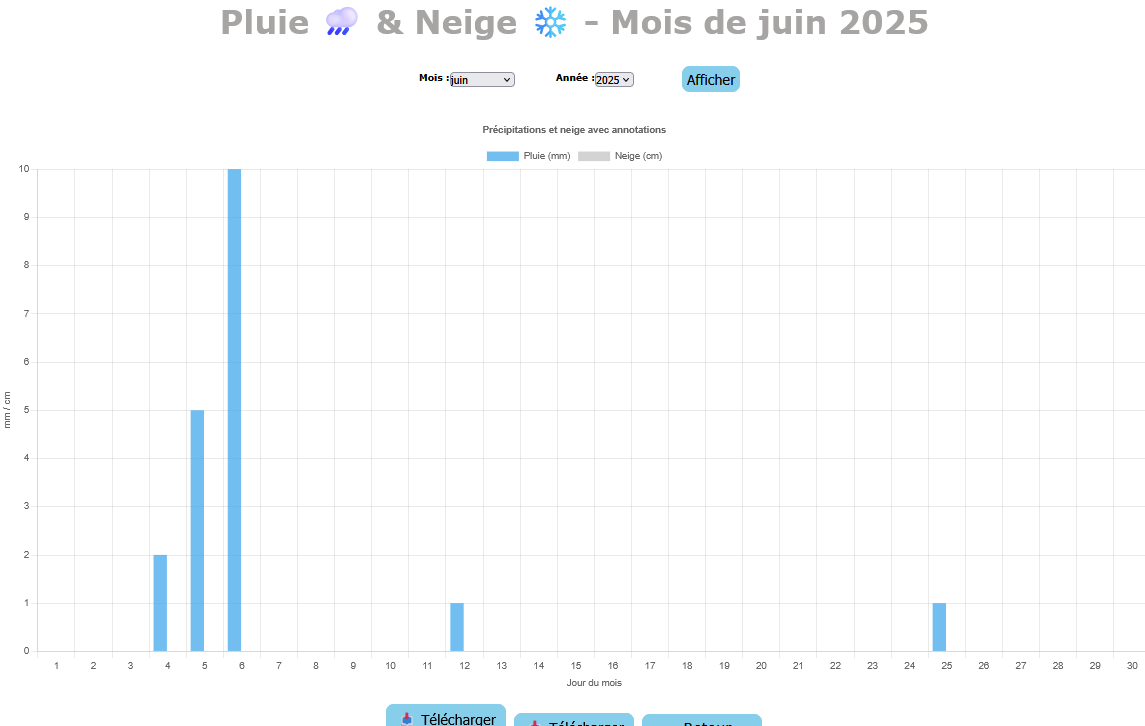 Pluie & Neige - Mois de juin 2025
Mois : juin Année : 2025 Afficher
Précipitations et neige avec annotations
Pluie (mm) Neige (cm)
10
9
8
7
6
5
4
3
2
1
0
mm / cm
1 2 3 4 5 6 7 8 9 10 11 12 13 14 15 16 17 18 19 20 21 22 23 24 25 26 27 28 29 30
Jour du mois
Télécharger Télécharger Retour